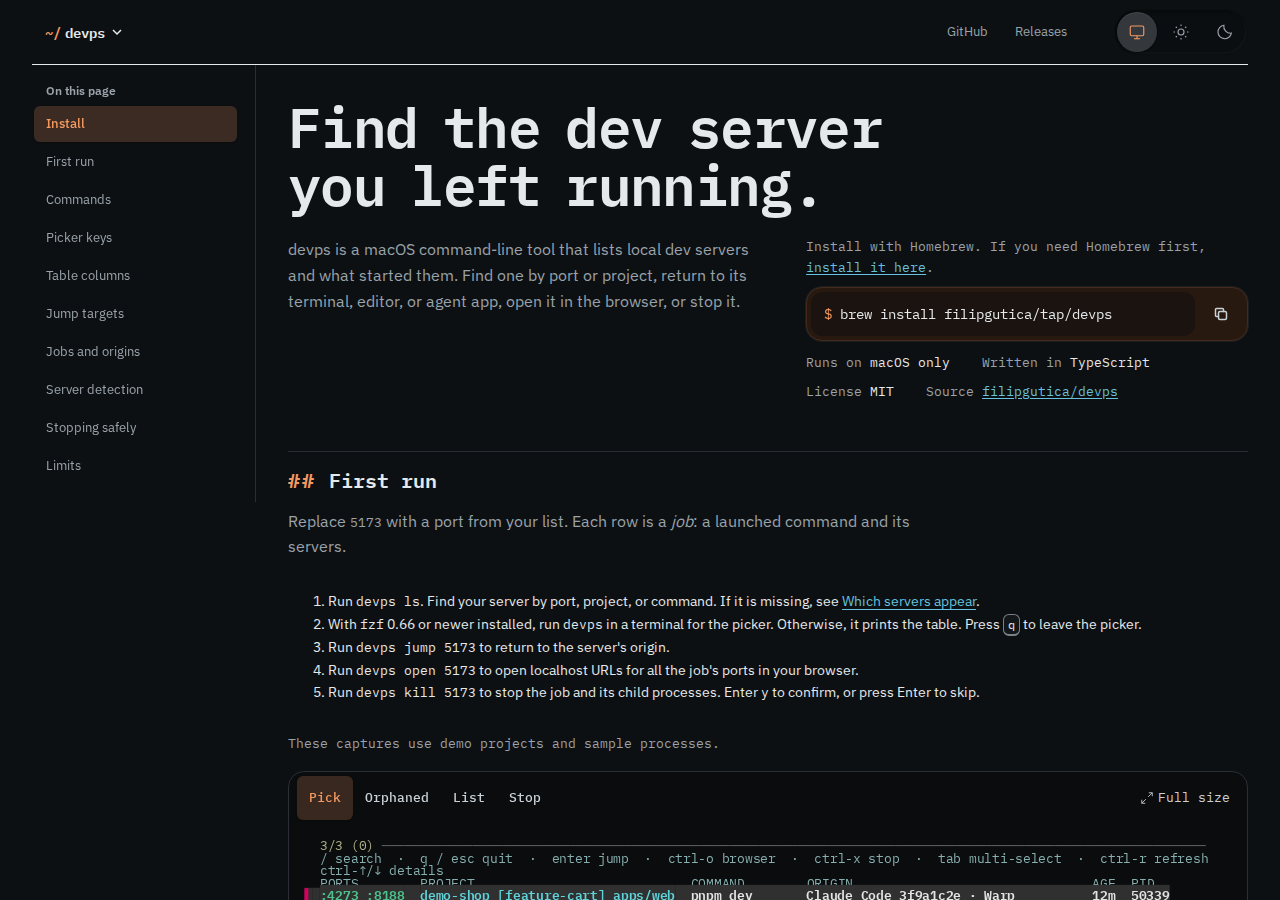 ~/ devps
GitHub Releases
On this page
Install
First run
Commands
Picker keys
Table columns
Jump targets
Jobs and origins
Server detection
Stopping safely
Limits
Find the dev server
you left running.
devps is a macOS command-line tool that lists local dev servers
and what started them. Find one by port or project, return to its
terminal, editor, or agent app, open it in the browser, or stop it.
Install with Homebrew. If you need Homebrew first,
install it here.
$ brew install filipgutica/tap/devps
Runs on macOS only Written in TypeScript
License MIT Source filipgutica/devps
## First run
Replace 5173 with a port from your list. Each row is a job: a launched command and its
servers.
1. Run devps ls. Find your server by port, project, or command. If it is missing, see Which servers appear.
2. With fzf 0.66 or newer installed, run devps in a terminal for the picker. Otherwise, it prints the table. Press q to leave the picker.
3. Run devps jump 5173 to return to the server's origin.
4. Run devps open 5173 to open localhost URLs for all the job's ports in your browser.
5. Run devps kill 5173 to stop the job and its child processes. Enter y to confirm, or press Enter to skip.
These captures use demo projects and sample processes.
Pick Orphaned List Stop Full size
3/3 (0)
/ search · q / esc quit · enter jump · ctrl-o browser · ctrl-x stop · tab multi-select · ctrl-r refresh
ctrl-↑/↓ details
PORTS PROJECT COMMAND ORIGIN AGE PID
:4273 :8188 demo-shop [feature-cart] apps/web pnpm dev Claude Code 3f9a1c2e · Warp 12m 50339